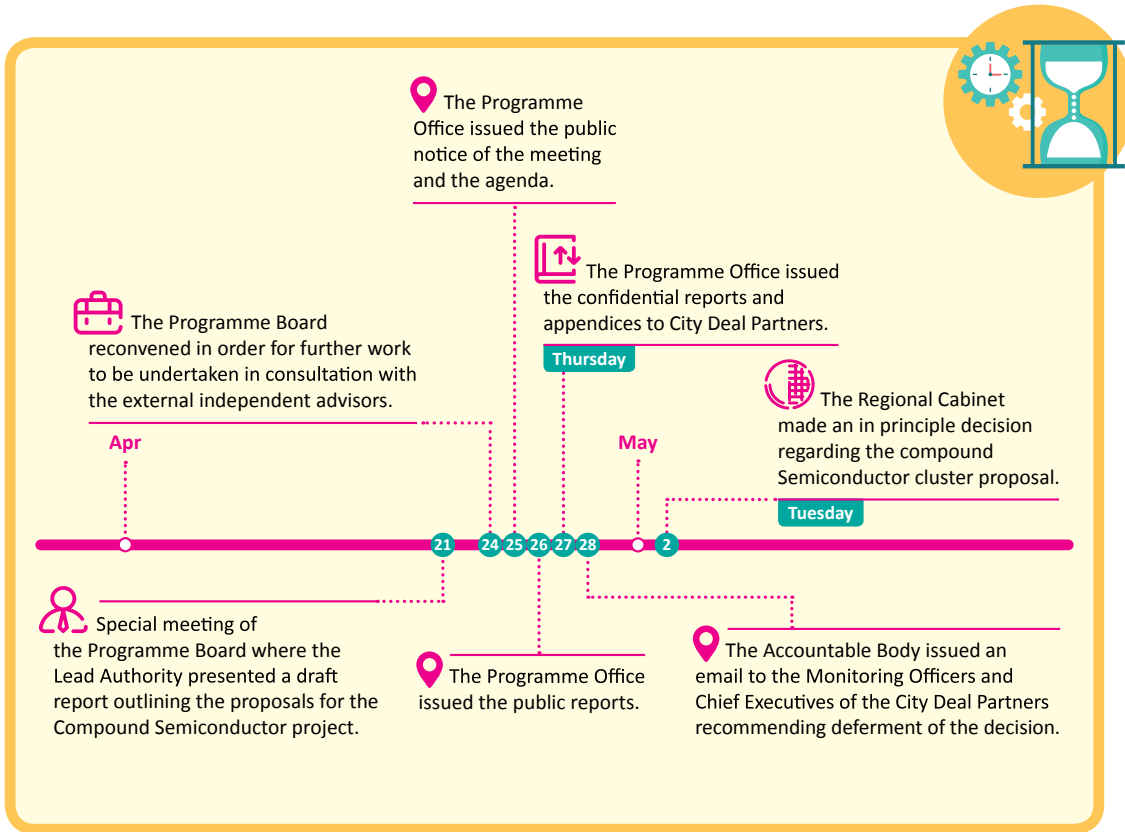 The Programme
Office issued the public
notice of the meeting
and the agenda.
The Programme Office issued
the confidential reports and
appendices to City Deal Partners.
Thursday
The Programme Board
reconvened in order for further work
to be undertaken in consultation with
the external independent advisors.
The Regional Cabinet
made an in principle decision
regarding the compound
Semiconductor cluster proposal.
Tuesday
Apr
May
21 24 25 26 27 28 2
Special meeting of
the Programme Board where the
Lead Authority presented a draft
report outlining the proposals for the
Compound Semiconductor project.
The Programme Office
issued the public reports.
The Accountable Body issued an
email to the Monitoring Officers and
Chief Executives of the City Deal Partners
recommending deferment of the decision.